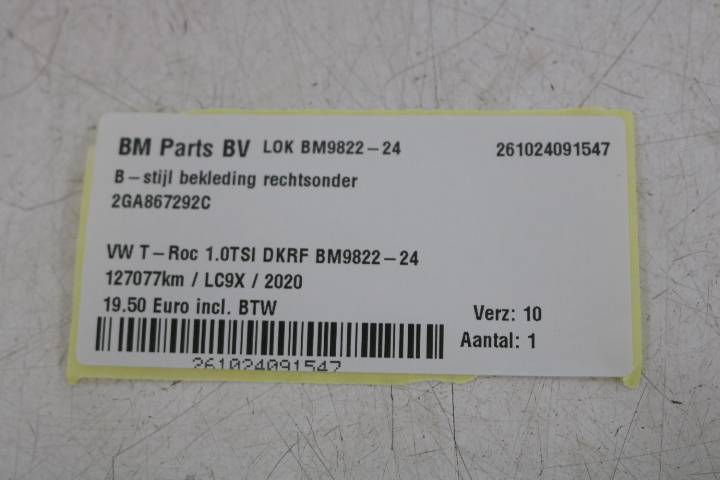 BM Parts BV LOK BM9822-24 261024091547
B-stijl bekleding rechtsonder
2GA867292C
VW T-Roc 1.0TSI DKRF BM9822-24
127077km / LC9X / 2020
19.50 Euro incl. BTW Verz: 10
Aantal: 1
261024091547